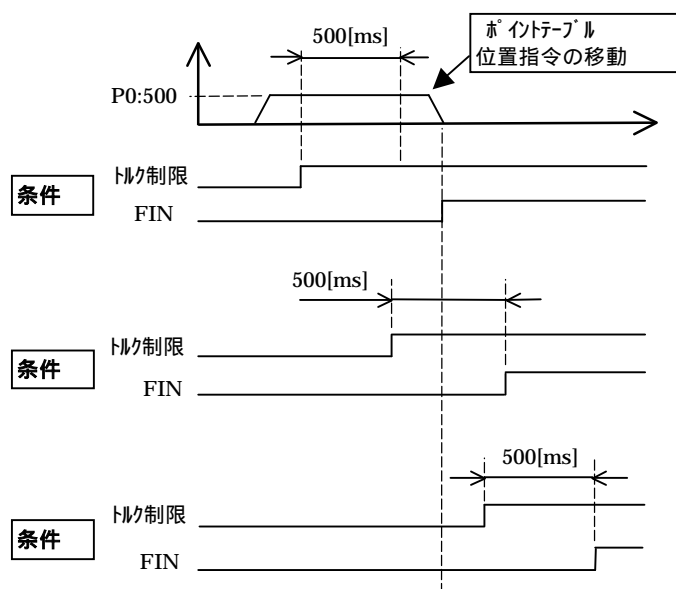 500[ms]
ポイントテーブル
位置指令の移動
P0:500
条件
トルク制限
FIN
500[ms]
条件
トルク制限
FIN
500[ms]
条件
トルク制限
FIN